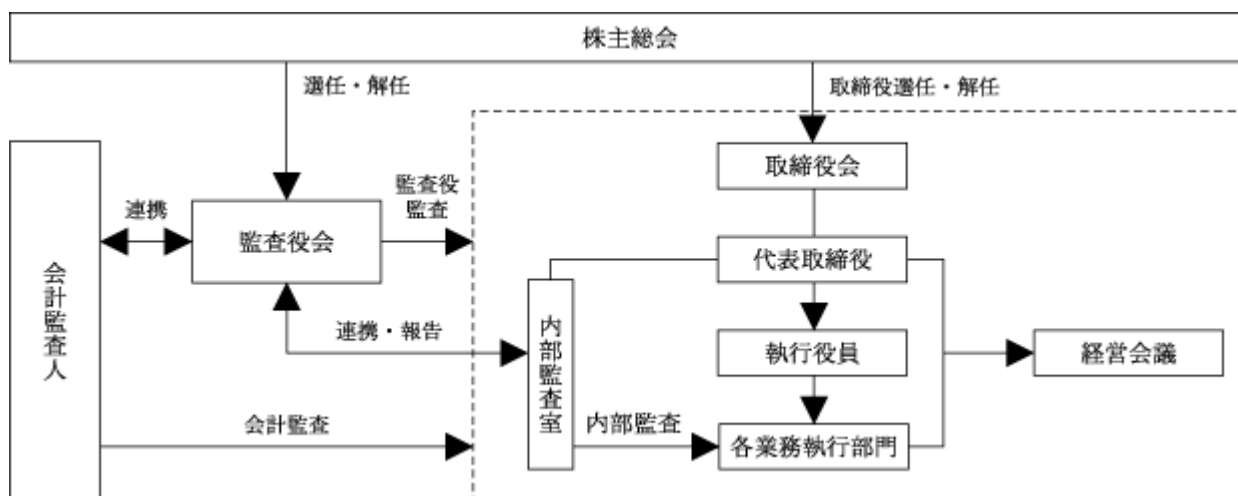 株主総会
選任・解任
取締役選任・解任
取締役会
監査役
監査
連携
監査役会
代表取締役
会計監査人
内部監査室
連携・報告
執行役員
経営会議
会計監査
内部監査
各業務執行部門